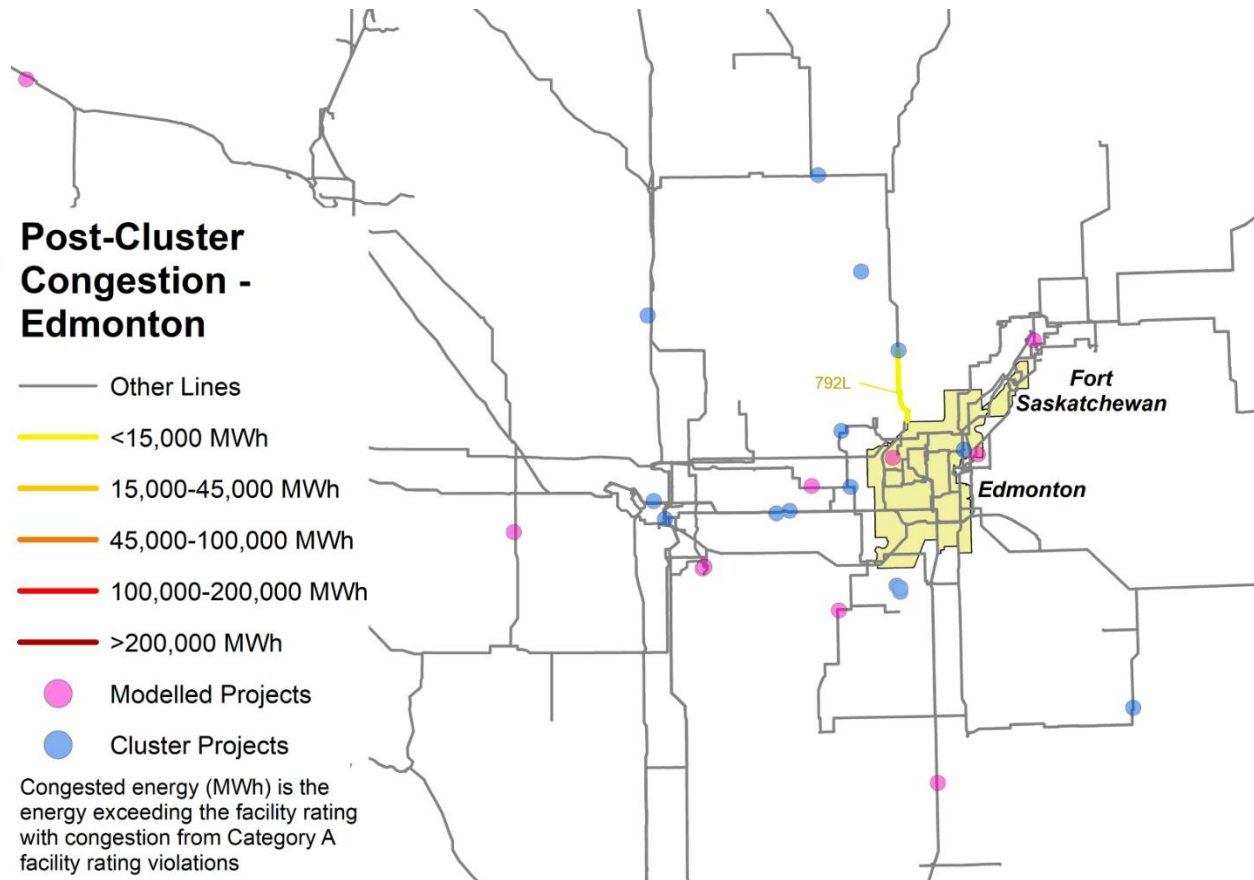 Post-Cluster
Congestion -
Edmonton
Other Lines
<15,000 MWh
15,000-45,000 MWh
45,000-100,000 MWh
100,000-200,000 MWh
>200,000 MWh
Modelled Projects
Cluster Projects
Congested energy (MWh) is the
energy exceeding the facility rating
with congestion from Category A
facility rating violations
792L
Fort
Saskatchewan
Edmonton